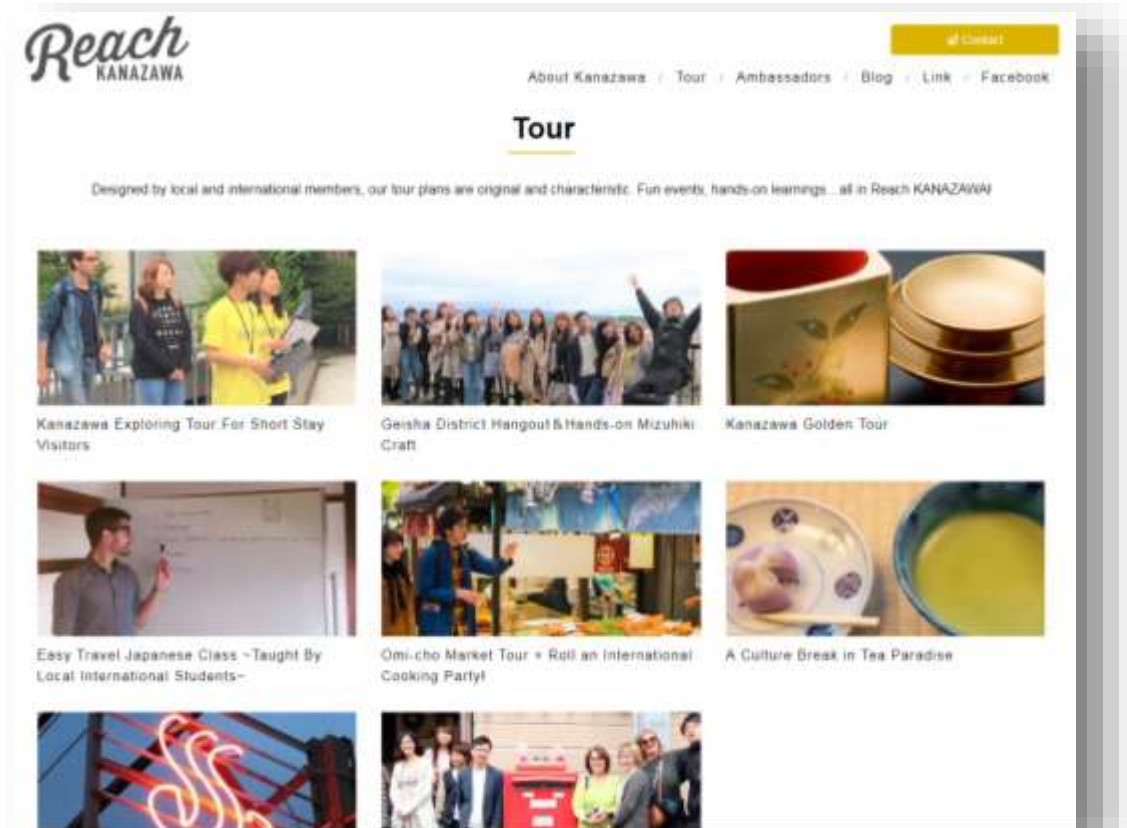 Reach
KANAZAWA
Contact
About Kanazawa / Tour / Ambassadors / Blog / Link / Facebook
Tour
Designed by local and international members, our tour plans are original and characteristic. Fun events, hands-on learnings...all in Reach KANAZAWA!
Kanazawa Exploring Tour For Short Stay
Visitors
Geisha District Hangout & Hands-on Mizuhiki
Craft
Kanazawa Golden Tour
Easy Travel Japanese Class ~Taught By
Local International Students~
Omi-cho Market Tour + Roll an International
Cooking Party!
A Culture Break in Tea Paradise